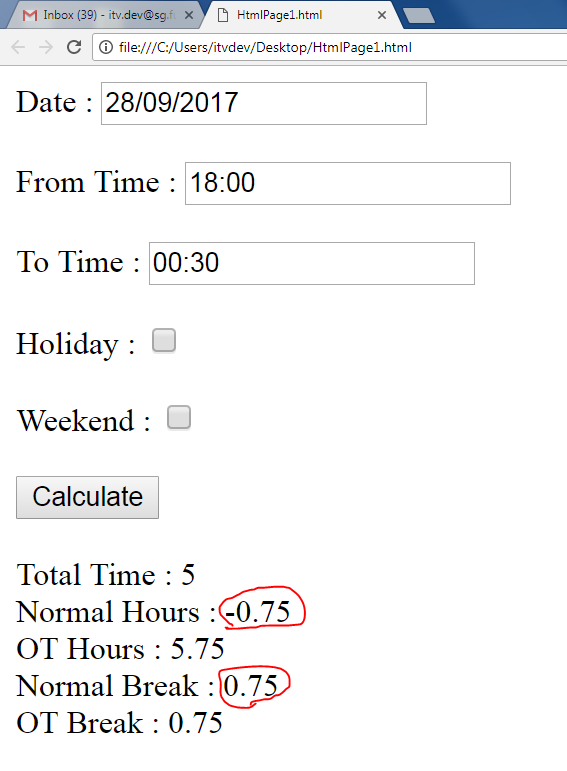 Inbox (39) - itv.dev@sg.fu
HtmlPage1.html
file:///C:/Users/itvdev/Desktop/HtmlPage1.html
Date : 28/09/2017
From Time : 18:00
To Time : 00:30
Holiday :
Weekend :
Calculate
Total Time : 5
Normal Hours : -0.75
OT Hours : 5.75
Normal Break : 0.75
OT Break : 0.75